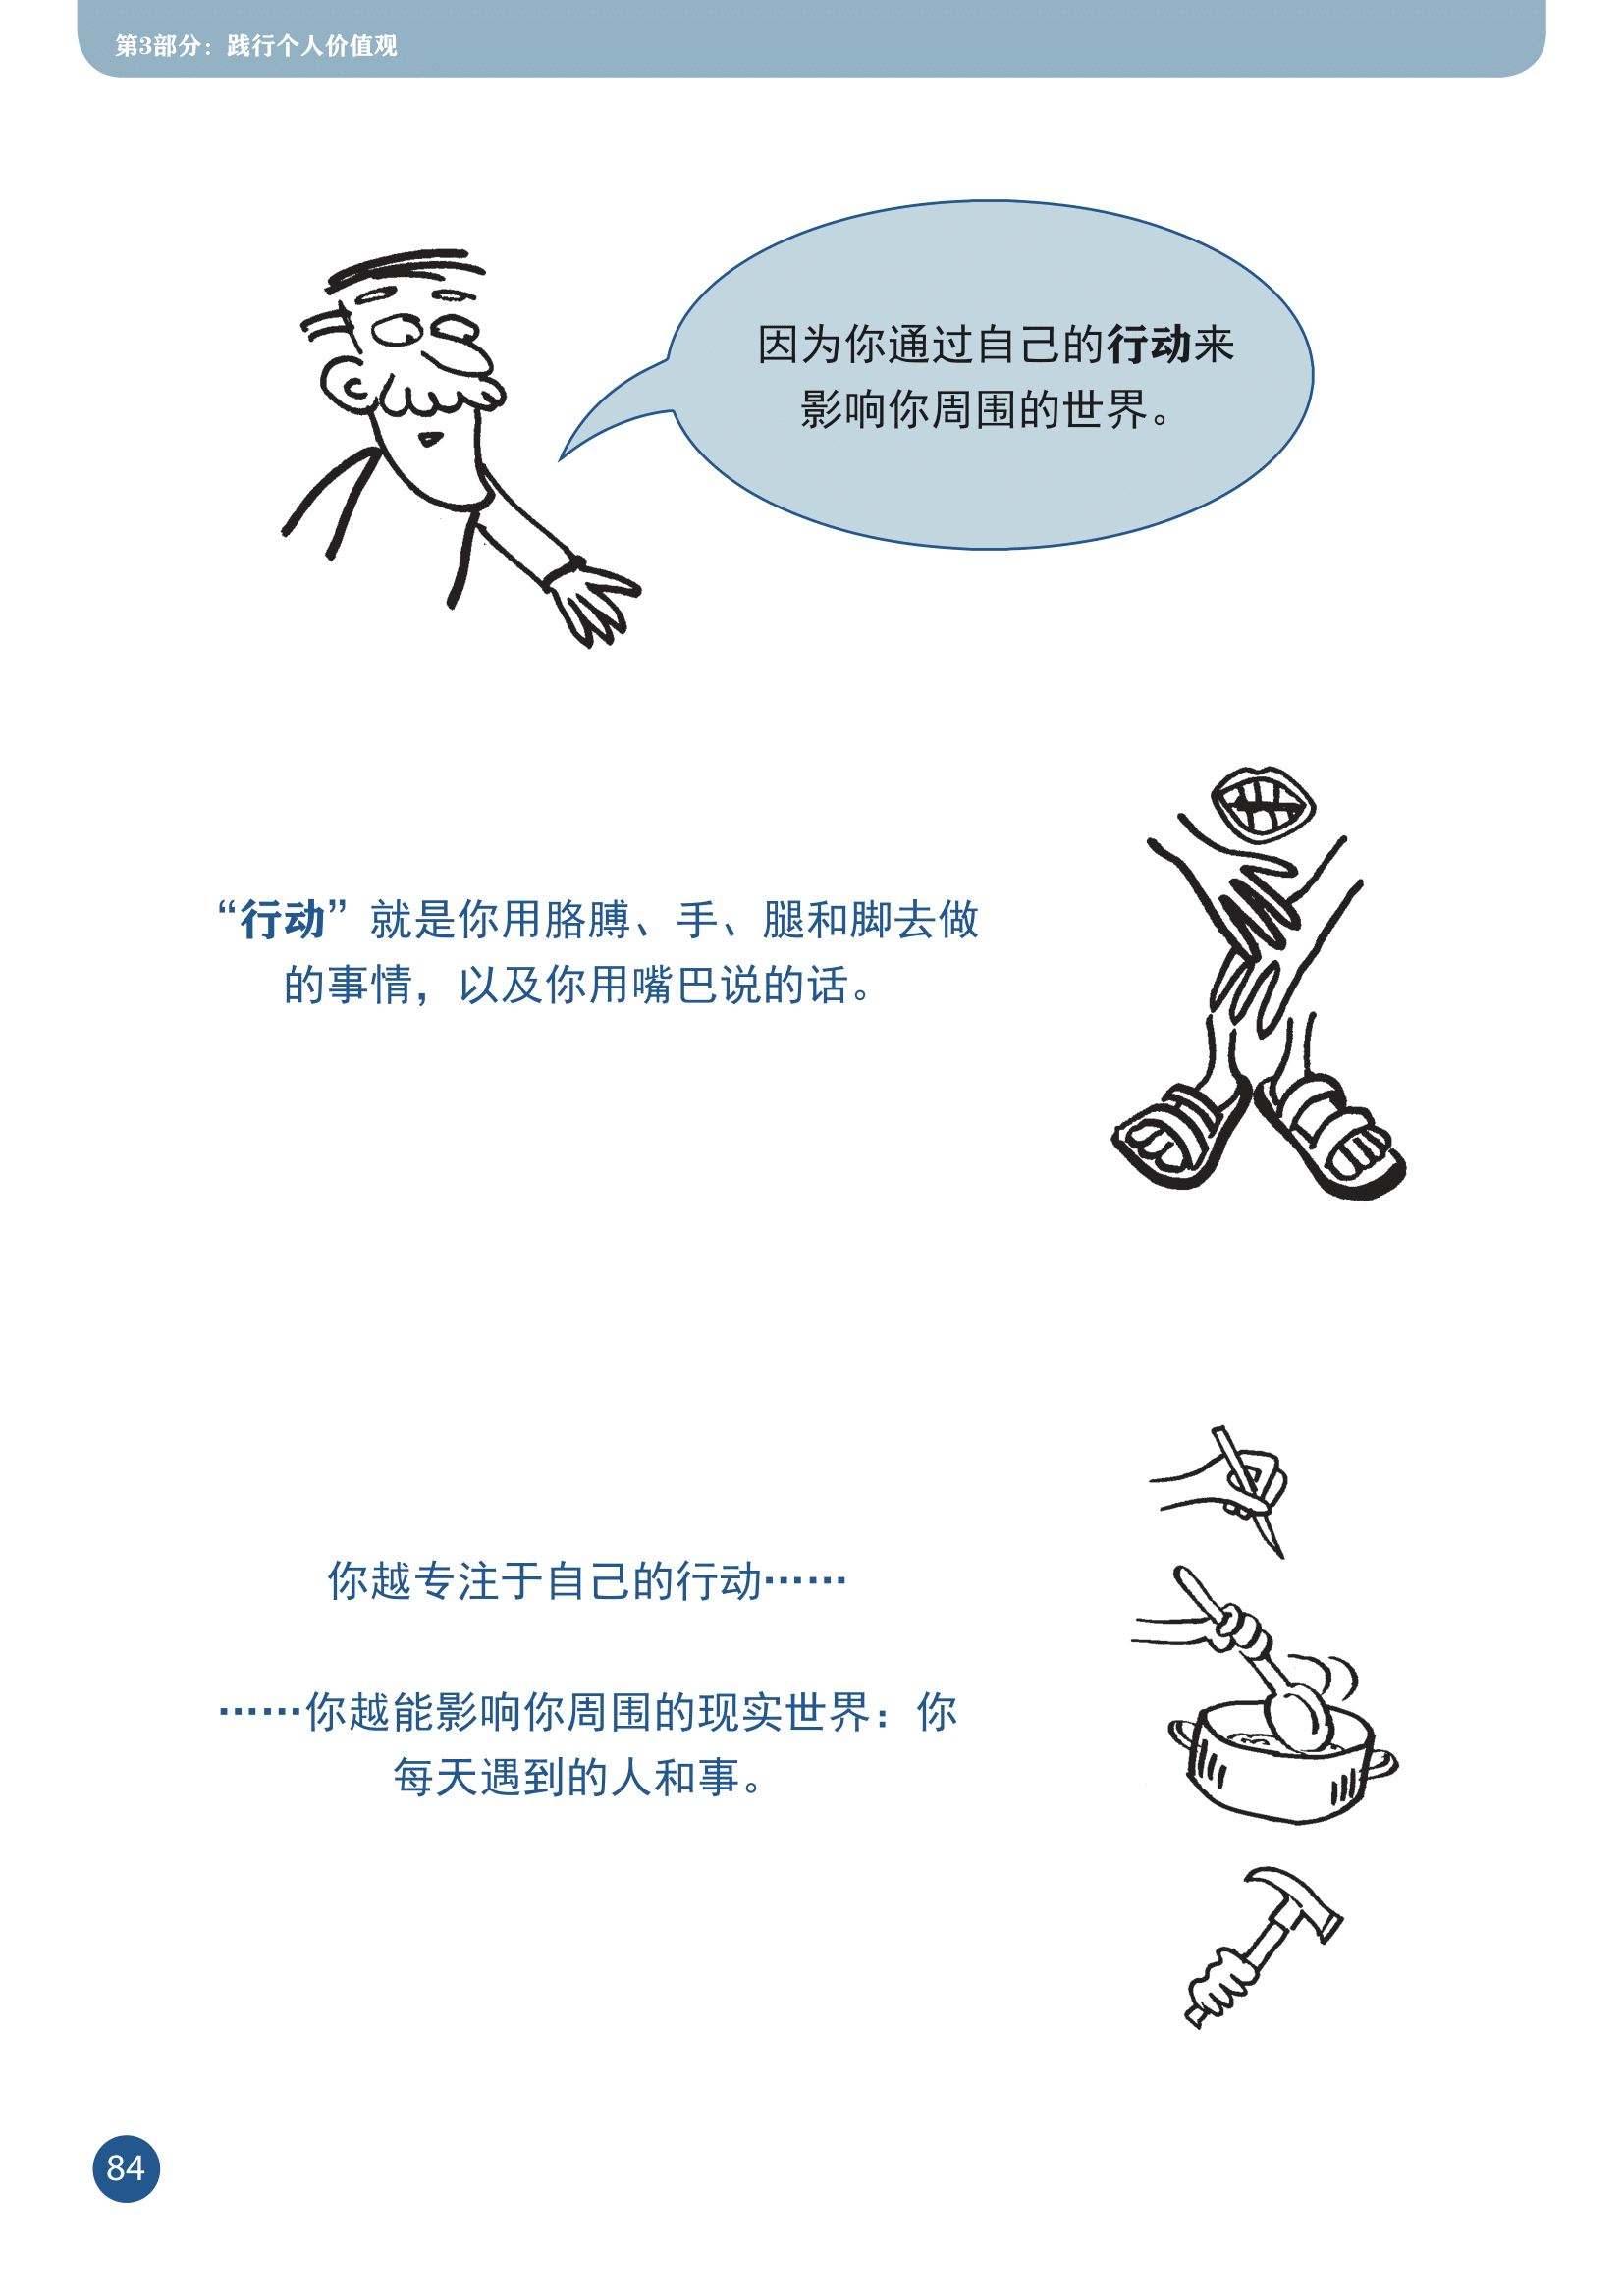 第3部分：践行个人价值观
因为你通过自己的行动来
影响你周围的世界。
“行动”就是你用胳膊、手、腿和脚去做
的事情，以及你用嘴巴说的话。
你越专注于自己的行动……
……你越能影响你周围的现实世界：你
每天遇到的人和事。
84